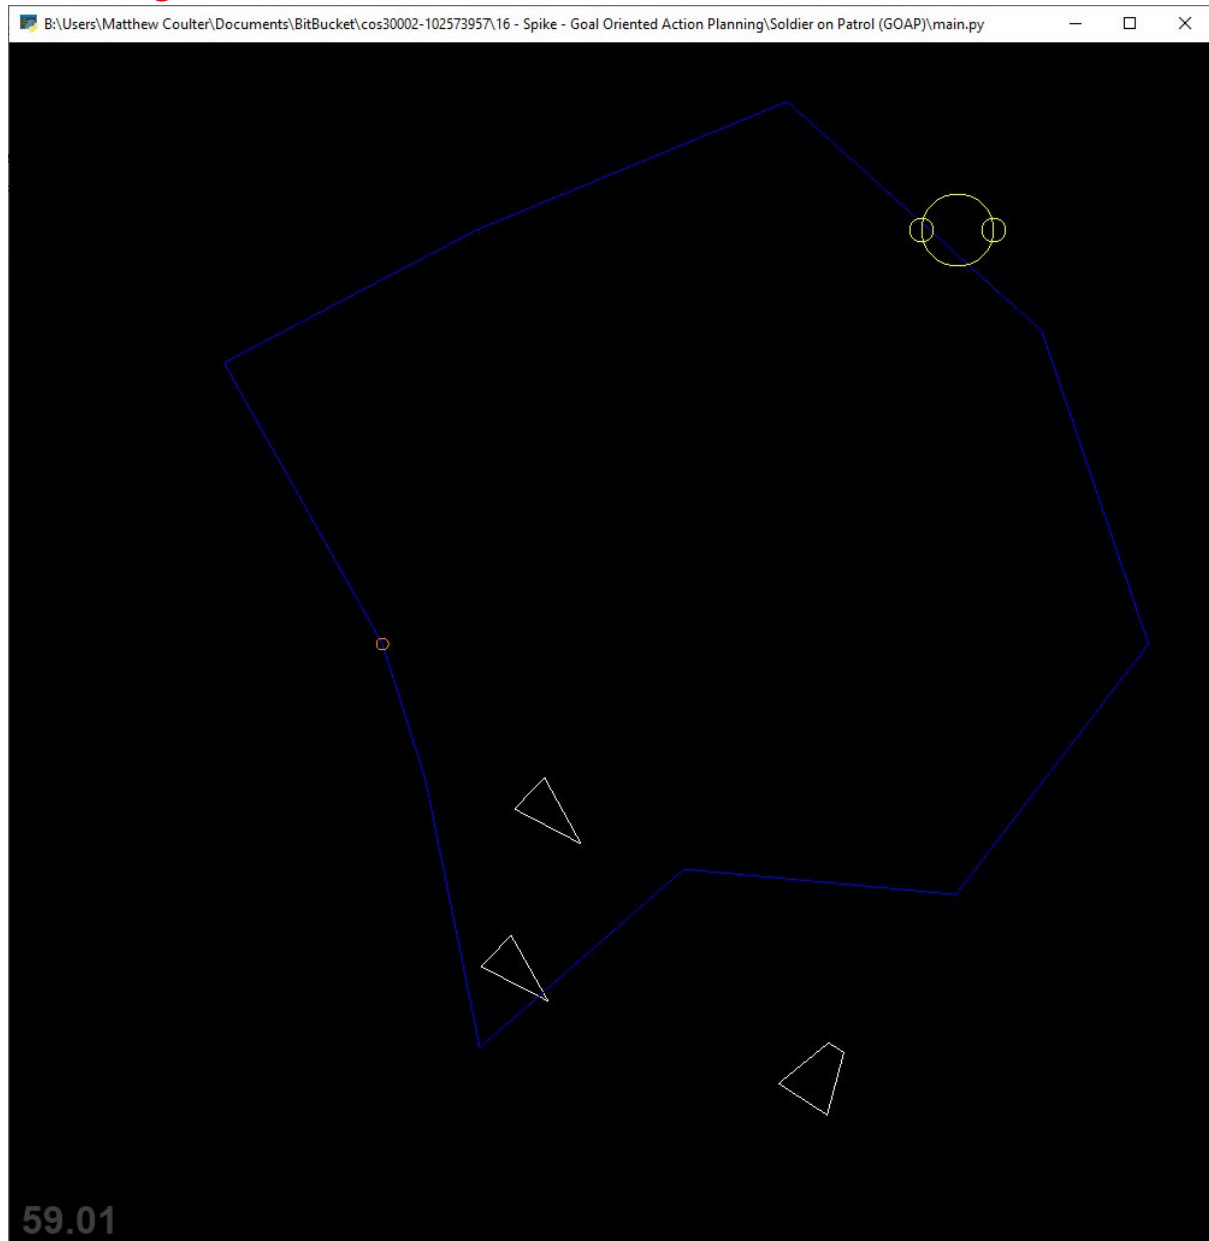 B:\Users\Matthew Coulter\Documents\BitBucket\cos30002-102573957\16 - Spike - Goal Oriented Action Planning\Soldier on Patrol (GOAP)\main.py
59.01